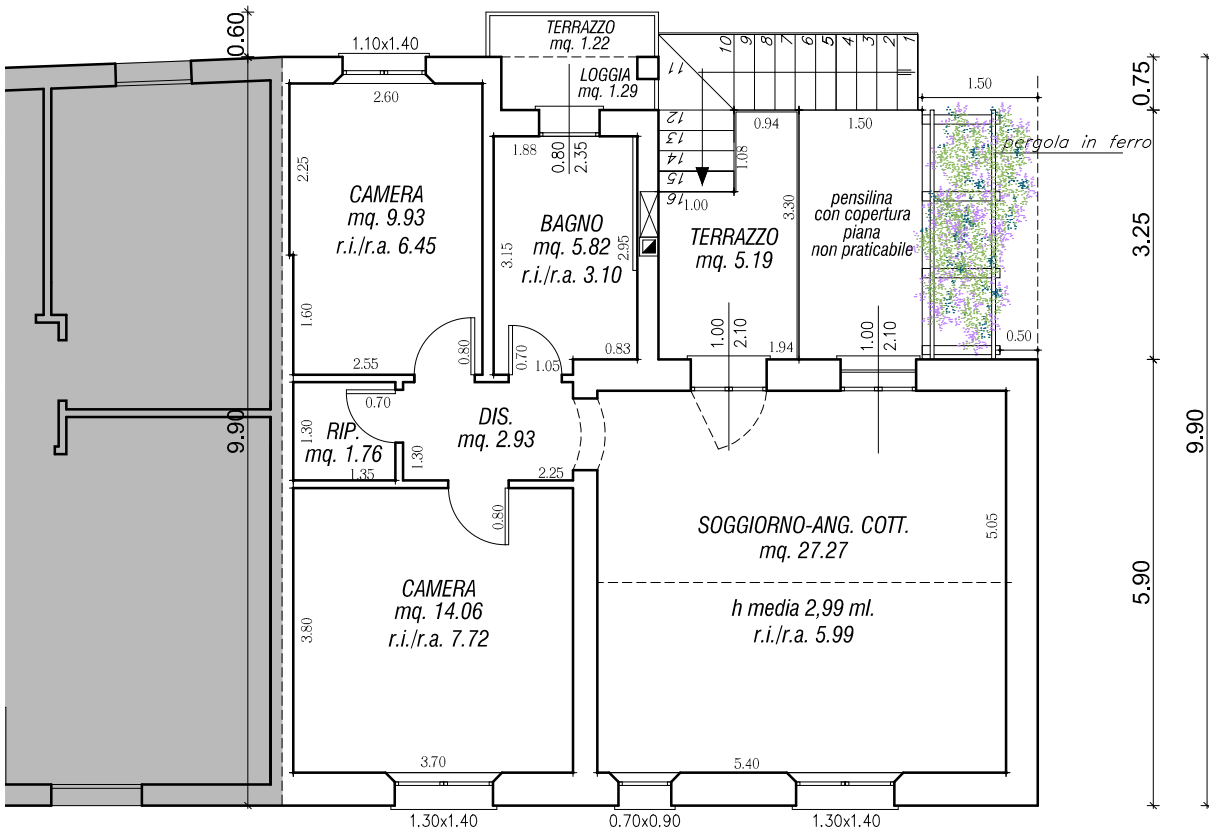 0.60
1.10x1.40
TERRAZZO
mq. 1.22
LOGGIA
mq. 1.29
10
9
8
7
6
5
4
3
2
1
11
12
13
14
15
16
0.75
1.50
2.60
1.88
0.80
2.35
0.94
1.08
1.50
pergola in ferro
2.25
CAMERA
mq. 9.93
r.i./r.a. 6.45
BAGNO
mq. 5.82
r.i./r.a. 3.10
3.15
2.95
1.00
TERRAZZO
mq. 5.19
3.30
pensilina
con copertura
piana
non praticabile
3.25
1.60
1.00
2.10
1.00
2.10
0.50
2.55
0.80
0.70
1.05
0.83
1.94
9.90
0.70
1.30
RIP.
mq. 1.76
1.35
DIS.
mq. 2.93
1.30
2.25
9.90
0.80
SOGGIORNO-ANG. COTT.
mq. 27.27
5.05
CAMERA
mq. 14.06
r.i./r.a. 7.72
3.80
h media 2,99 ml.
r.i./r.a. 5.99
5.90
3.70
5.40
1.30x1.40
0.70x0.90
1.30x1.40